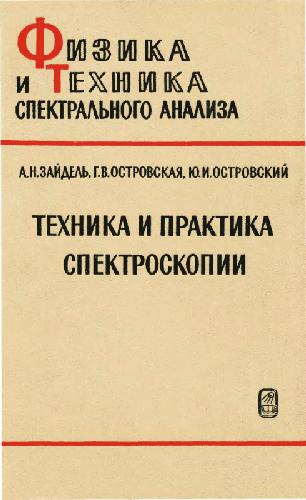 Физика
и Техника
спектрального анализа
А.Н.ЗАЙДЕЛЬ, Г.В.ОСТРОВСКАЯ, Ю.И.ОСТРОВСКИЙ
ТЕХНИКА И ПРАКТИКА
СПЕКТРОСКОПИИ